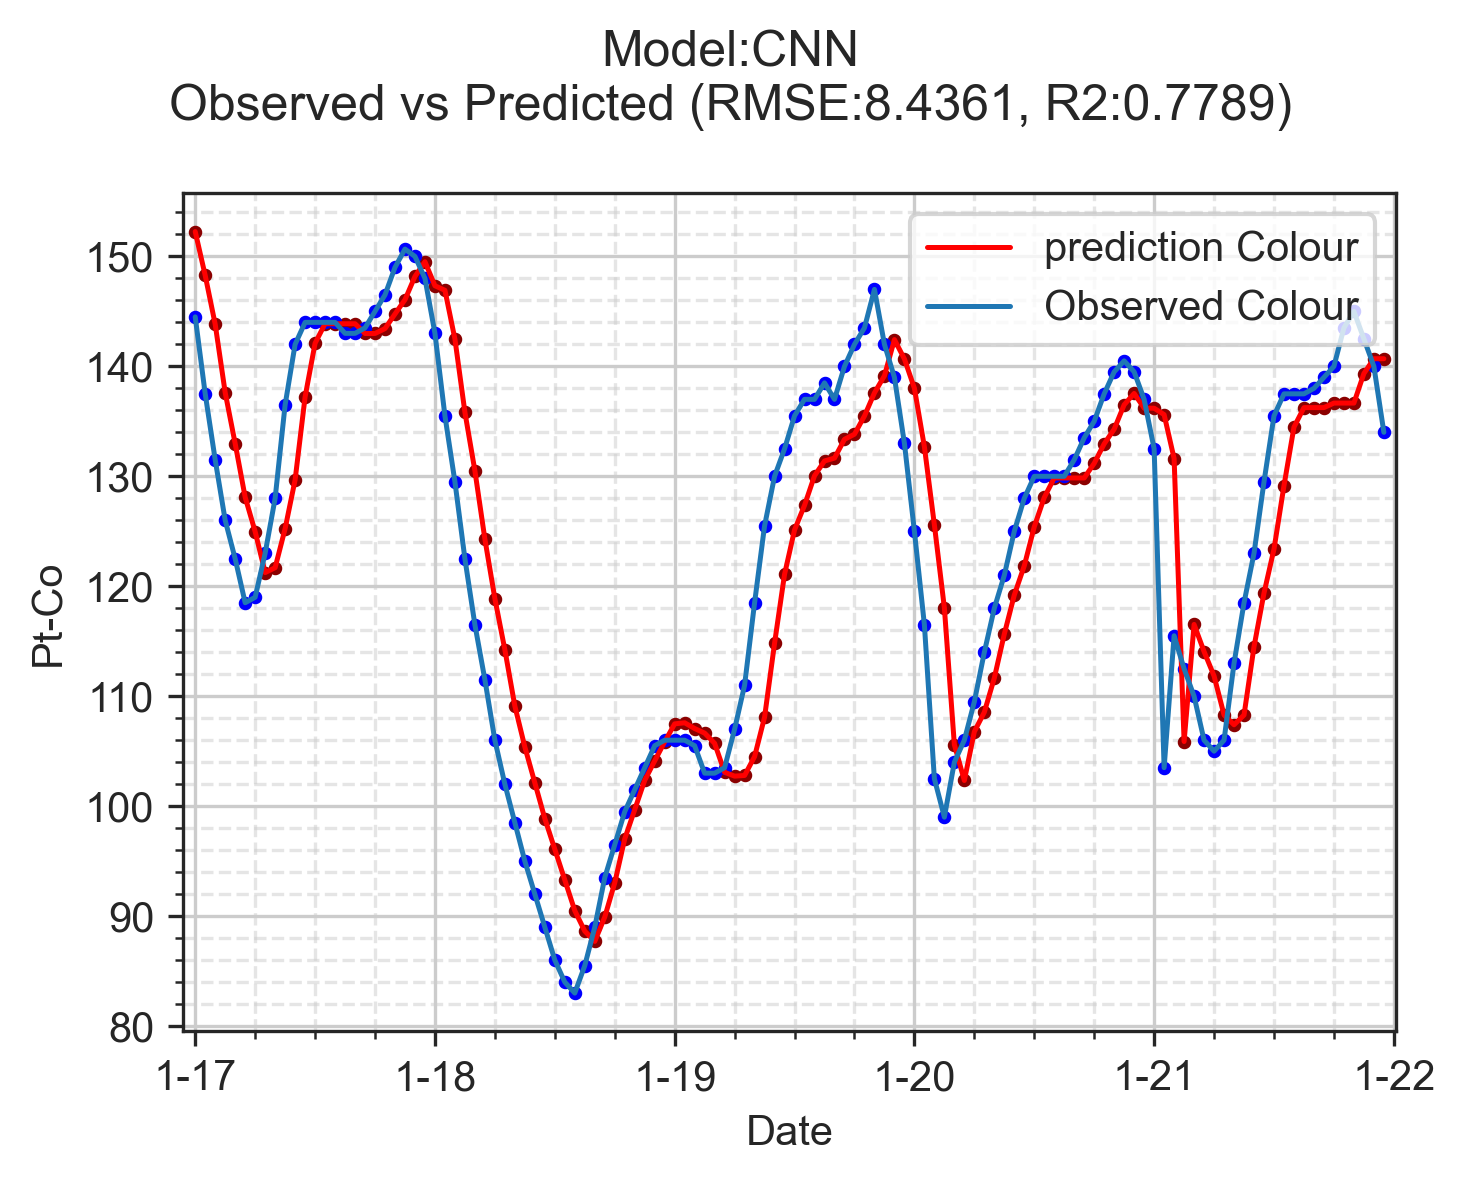 Model:CNN
Observed vs Predicted (RMSE:8.4361, R2:0.7789)
prediction Colour
Observed Colour
150
140
130
120
110
100
90
80
Pt-Co
1-17
1-18
1-19
1-20
1-21
1-22
Date